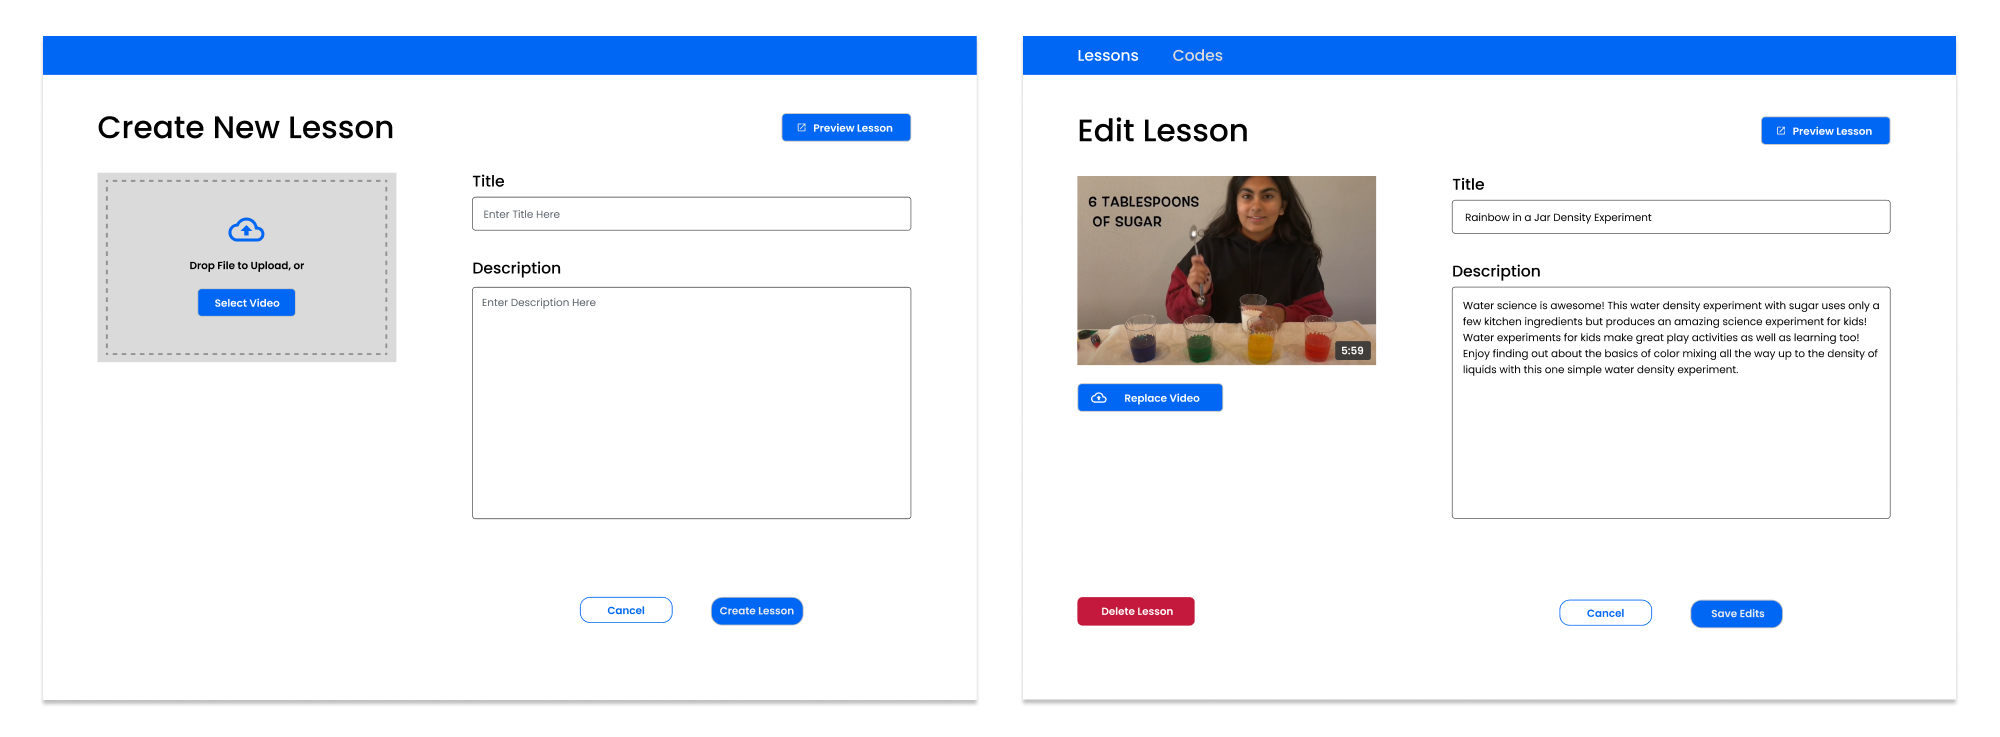 Create New Lesson
Preview Lesson
Drop File to Upload, or
Select Video
Title
Enter Title Here
Description
Enter Description Here
Cancel
Create Lesson
Lessons
Codes
Edit Lesson
Preview Lesson
6 TABLESPOONS
OF SUGAR
5:59
Replace Video
Title
Rainbow in a Jar Density Experiment
Description
Water science is awesome! This water density experiment with sugar uses only a
few kitchen ingredients but produces an amazing science experiment for kids!
Water experiments for kids make great play activities as well as learning too!
Enjoy finding out about the basics of color mixing all the way up to the density of
liquids with this one simple water density experiment.
Delete Lesson
Cancel
Save Edits